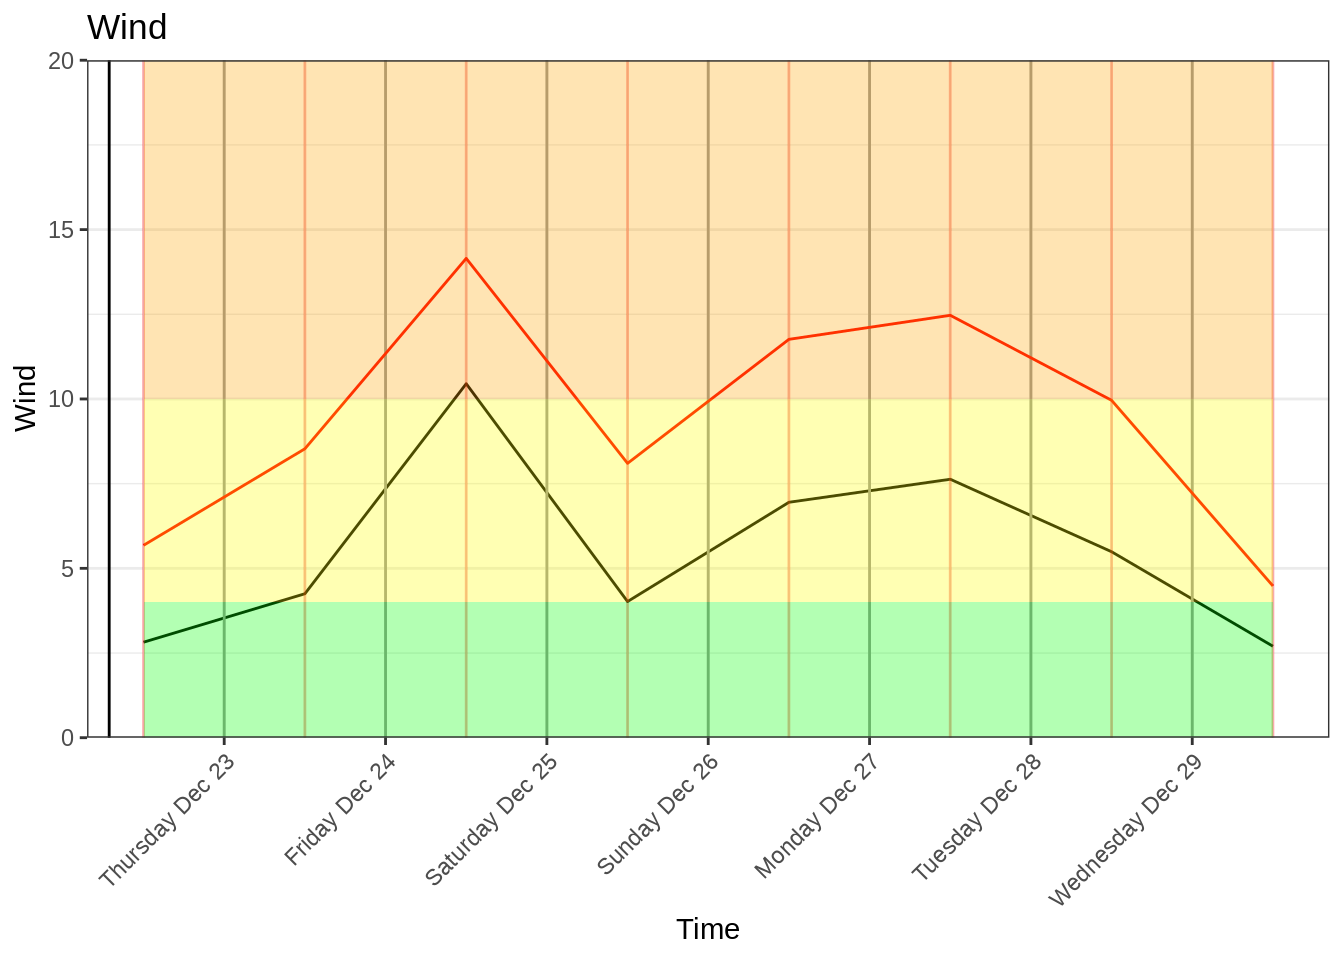 Wind
20
15
10
5
0
Wind
Thursday Dec 23
Friday Dec 24
Saturday Dec 25
Sunday Dec 26
Monday Dec 27
Tuesday Dec 28
Wednesday Dec 29
Time